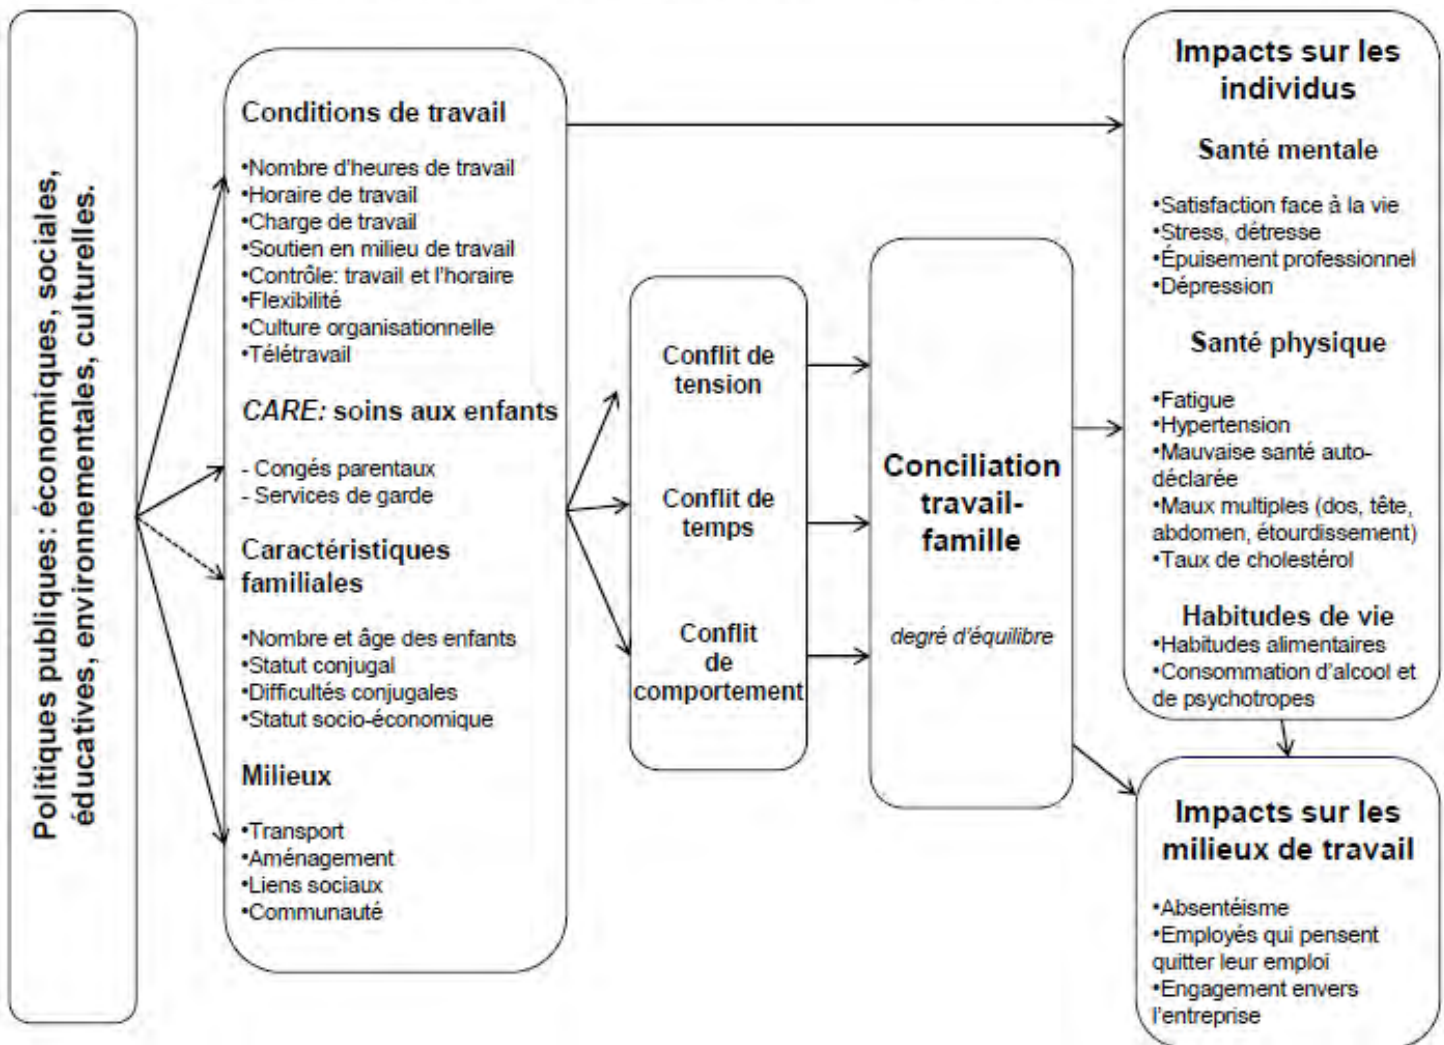 Politiques publiques : économiques, sociales,
éducatives, environnementales, culturelles.
Conditions de travail
•Nombre d'heures de travail
•Horaire de travail
•Charge de travail
•Soutien en milieu de travail
•Contrôle: travail et l'horaire
•Flexibilité
•Culture organisationnelle
•Télétravail
CARE: soins aux enfants
- Congés parentaux
- Services de garde
Caractéristiques
familiales
•Nombre et âge des enfants
•Statut conjugal
•Difficultés conjugales
•Statut socio-économique
Milieux
•Transport
•Aménagement
•Liens sociaux
•Communauté
Conflit de
tension
Conflit de
temps
Conflit
de
comportement
Conciliation
travail-
famille
degré d'équilibre
Impacts sur les
individus
Santé mentale
•Satisfaction face à la vie
•Stress, détresse
•Épuisement professionnel
•Dépression
Santé physique
•Fatigue
•Hypertension
•Mauvaise santé auto-
déclarée
•Maux multiples (dos, tête,
abdomen, étourdissement)
•Taux de cholestérol
Habitudes de vie
•Habitudes alimentaires
•Consommation d'alcool et
de psychotropes
Impacts sur les
milieux de travail
•Absentéisme
•Employés qui pensent
quitter leur emploi
•Engagement envers
l'entreprise